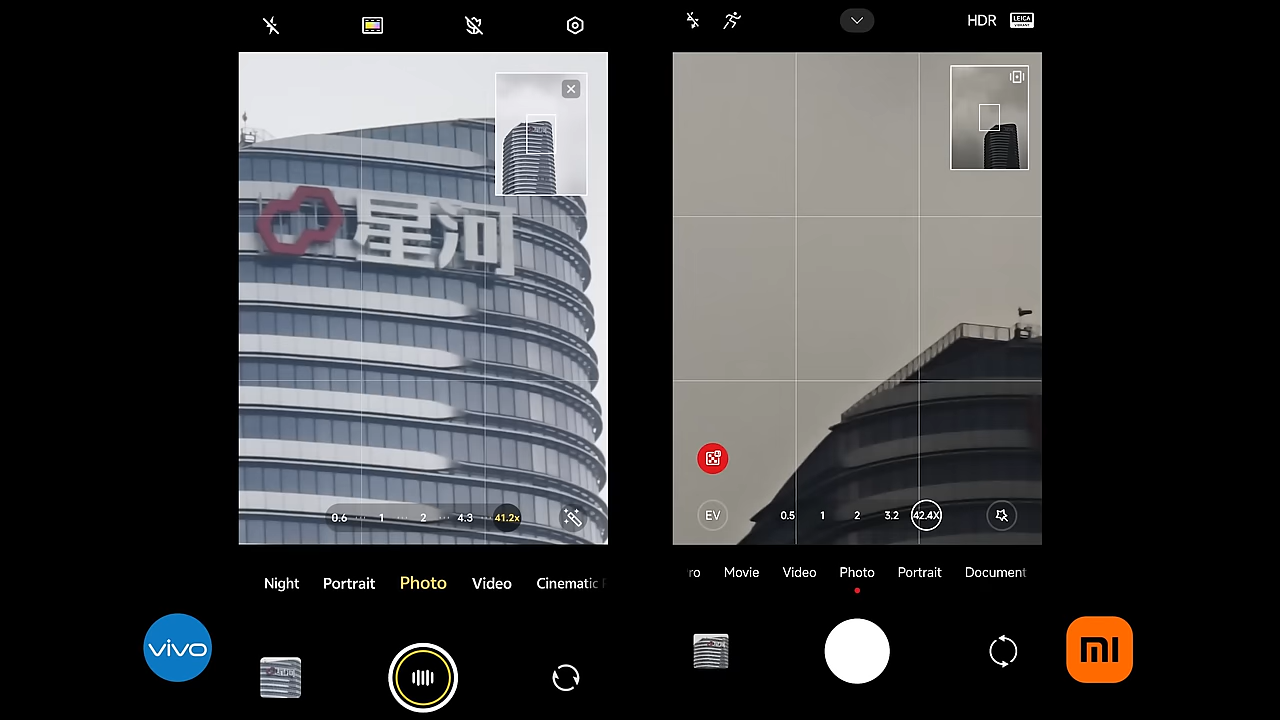 星河
0.6 1 2 4.3 41.2x
Night Portrait Photo Video Cinematic
vivo
HDR LEICA
VIBRANT
EV 0.5 1 2 3.2 42.4X
ro Movie Video Photo Portrait Document
mi